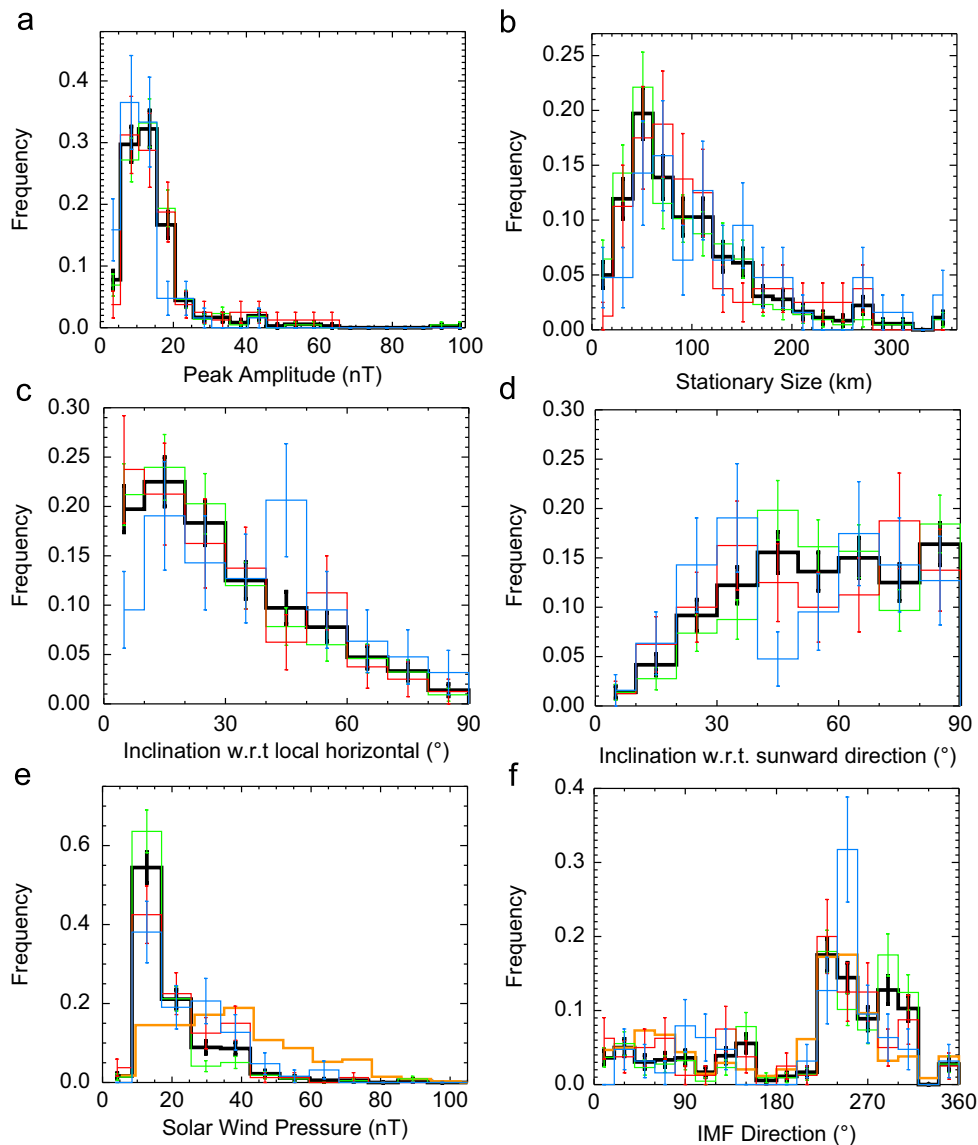 a
Frequency
0.4
0.3
0.2
0.1
0.0
0 20 40 60 80 100
Peak Amplitude (nT)
b
Frequency
0.25
0.20
0.15
0.10
0.05
0.00
0 100 200 300
Stationary Size (km)
c
Frequency
0.30
0.25
0.20
0.15
0.10
0.05
0.00
0 30 60 90
Inclination w.r.t local horizontal (°)
d
Frequency
0.30
0.25
0.20
0.15
0.10
0.05
0.00
0 30 60 90
Inclination w.r.t. sunward direction (°)
e
Frequency
0.6
0.4
0.2
0.0
0 20 40 60 80 100
Solar Wind Pressure (nT)
f
Frequency
0.4
0.3
0.2
0.1
0.0
0 90 180 270 360
IMF Direction (°)